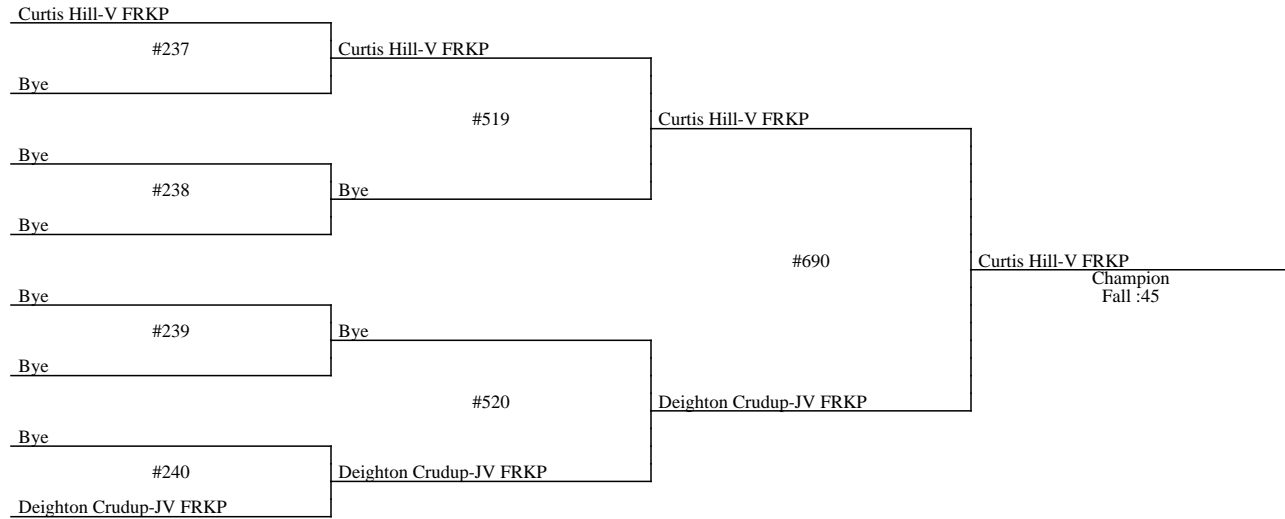 Curtis Hill-V FRKP
#237
Curtis Hill-V FRKP
Bye
#519
Curtis Hill-V FRKP
Bye
#238
Bye
Bye
#690
Curtis Hill-V FRKP
Champion
Fall :45
Bye
#239
Bye
Bye
#520
Deighton Crudup-JV FRKP
Bye
#240
Deighton Crudup-JV FRKP
Deighton Crudup-JV FRKP